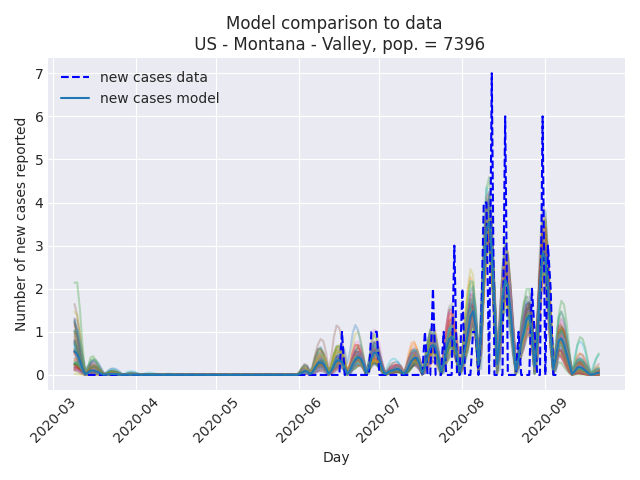 Model comparison to data
US - Montana - Valley, pop. = 7396
new cases data
new cases model
Number of new cases reported
7
6
5
4
3
2
1
0
2020-03
2020-04
2020-05
2020-06
2020-07
2020-08
2020-09
Day